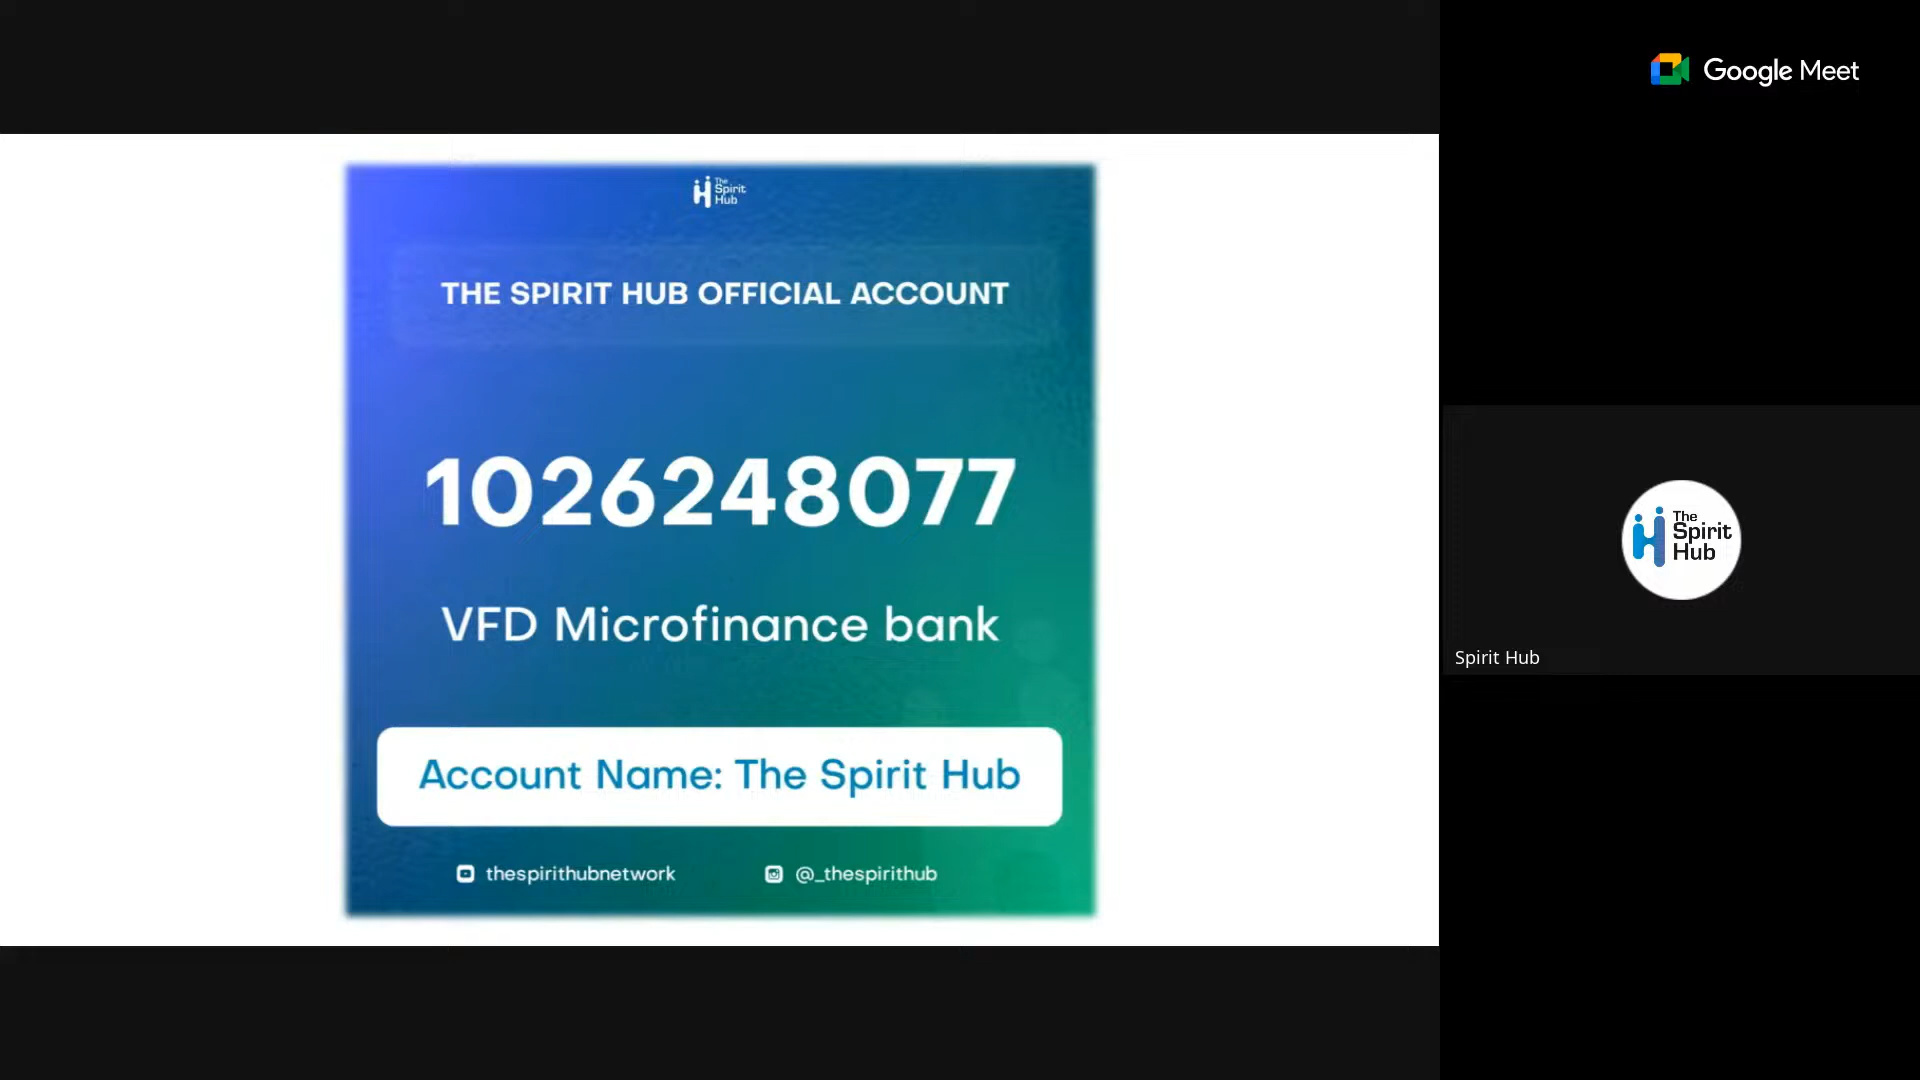 Google Meet
The
Spirit
Hub
THE SPIRIT HUB OFFICIAL ACCOUNT
1026248077
VFD Microfinance bank
Account Name: The Spirit Hub
thespirithubnetwork
@_thespirithub
The
Spirit
Hub
Spirit Hub